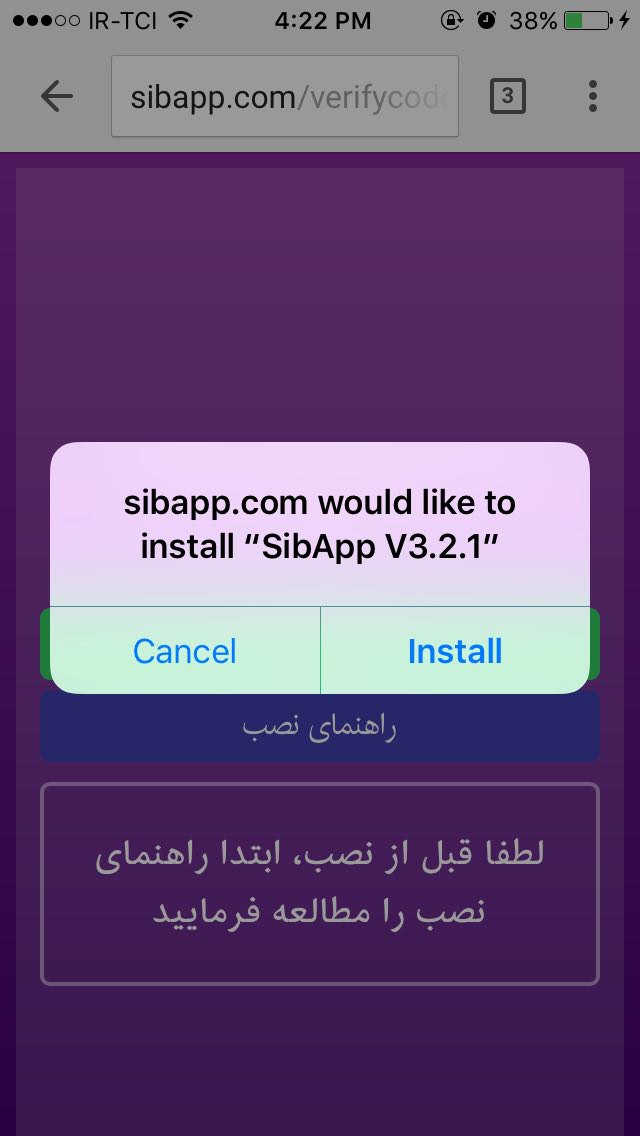 IR-TCI
4:22 PM
38%
sibapp.com/verifycode
3
sibapp.com would like to
install “SibApp V3.2.1”
Cancel
Install
راهنمای نصب
لطفا قبل از نصب، ابتدا راهنمای
نصب را مطالعه فرمایید